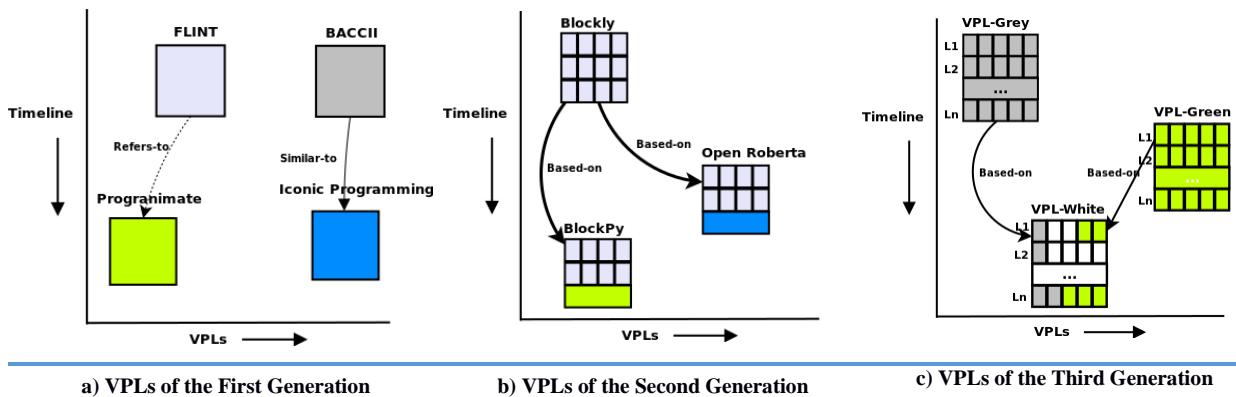 FLINT
BACCII
Timeline
Refers-to
Similar-to
Programimate
Iconic Programming
VPLs
a) VPLs of the First Generation
Blockly
Timeline
Based-on
Based-on
Open Roberta
BlockPy
VPLs
b) VPLs of the Second Generation
VPL-Grey
L1
L2
...
Ln
Timeline
VPL-Green
L1
L2
...
Ln
Based-on
Based-on
VPL-White
L1
L2
...
Ln
VPLs
c) VPLs of the Third Generation